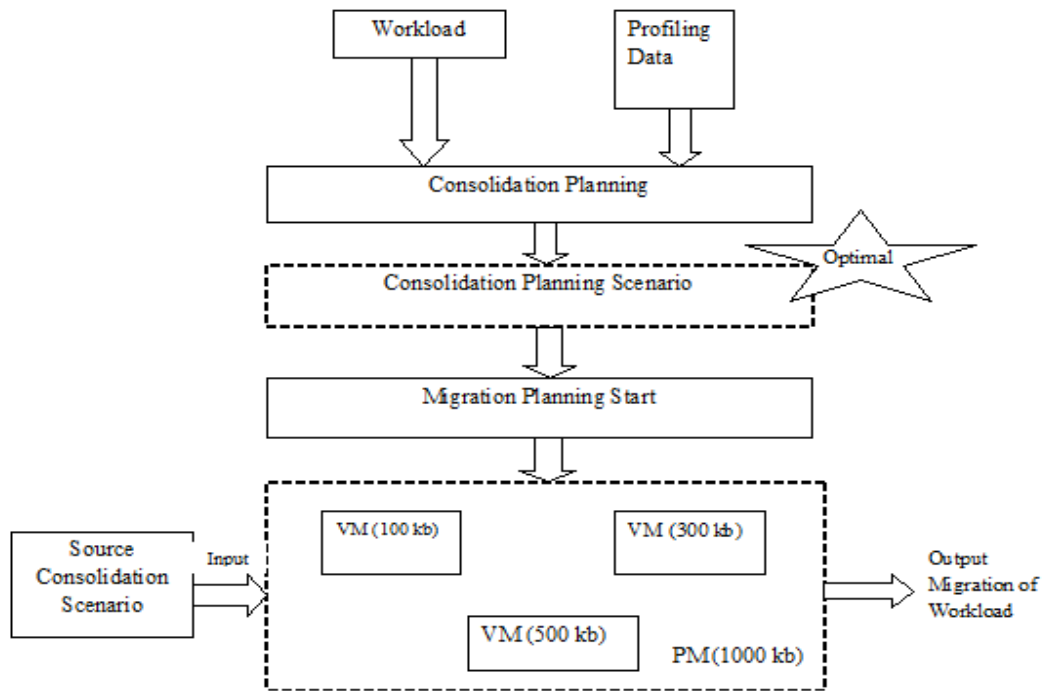 Workload
Profiling
Data
Consolidation Planning
Optimal
Consolidation Planning Scenario
Migration Planning Start
VM (100 kb)
VM (300 kb)
Source
Consolidation
Scenario
Input
Output
Migration of
Workload
VM (500 kb)
PM(1000 kb)